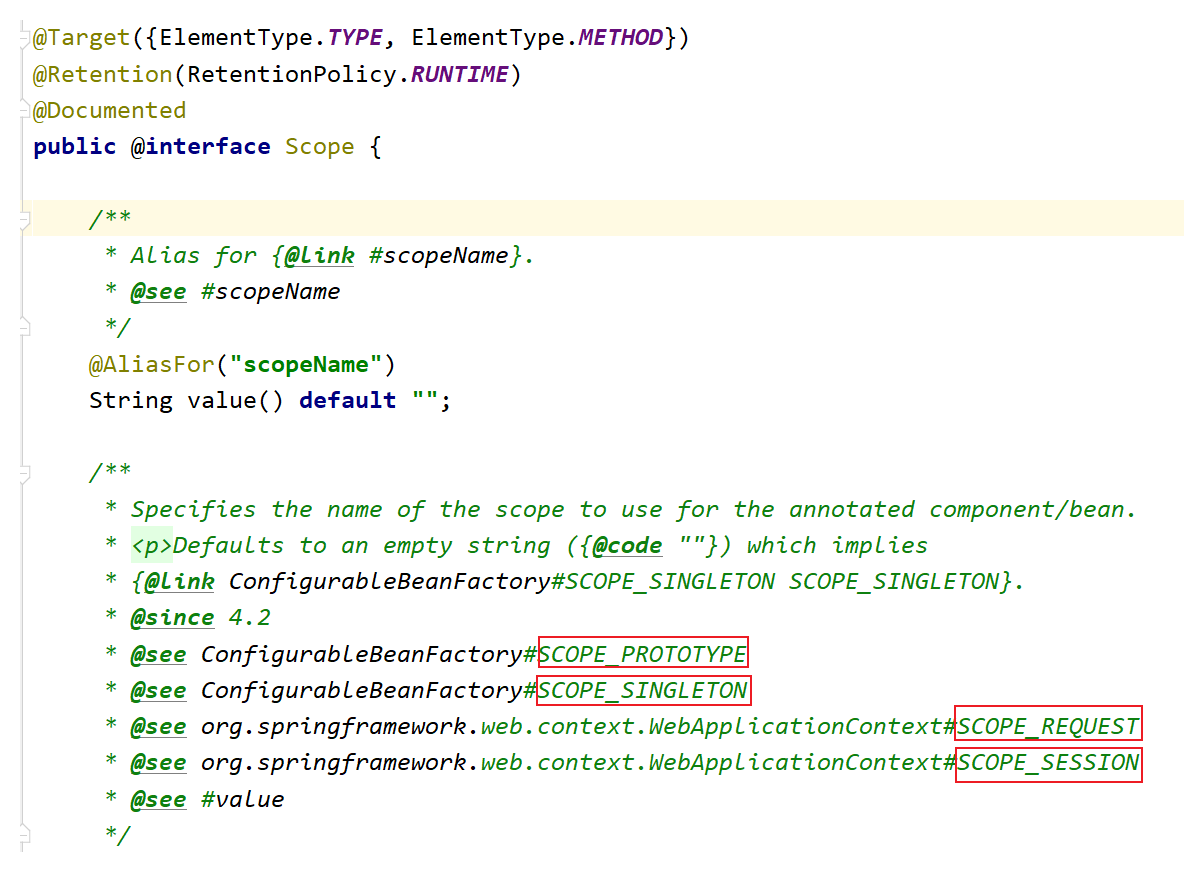 @Target({ElementType.TYPE, ElementType.METHOD})
@Retention(RetentionPolicy.RUNTIME)
@Documented
public @interface Scope {
/**
* Alias for {@link #scopeName}.
* @see #scopeName
*/
@AliasFor("scopeName")
String value() default "";
/**
* Specifies the name of the scope to use for the annotated component/bean.
* <p>Defaults to an empty string ({@code ""}) which implies
* {@link ConfigurableBeanFactory#SCOPE_SINGLETON SCOPE_SINGLETON}.
* @since 4.2
* @see ConfigurableBeanFactory#SCOPE_PROTOTYPE
* @see ConfigurableBeanFactory#SCOPE_SINGLETON
* @see org.springframework.web.context.WebApplicationContext#SCOPE_REQUEST
* @see org.springframework.web.context.WebApplicationContext#SCOPE_SESSION
* @see #value
*/